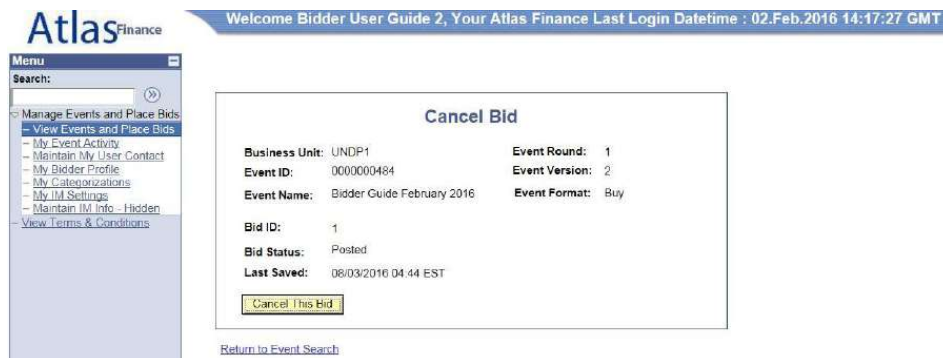 Atlas Finance
Welcome Bidder User Guide 2, Your Atlas Finance Last Login Datetime : 02.Feb.2016 14:17:27 GMT
Menu
Search:
Manage Events and Place Bids
– View Events and Place Bids
– My Event Activity
– Maintain My User Contact
– My Bidder Profile
– My Categorizations
– My IM Settings
– Maintain IM Info - Hidden
– View Terms & Conditions
Cancel Bid
Business Unit: UNDP1 Event Round: 1
Event ID: 0000000484 Event Version: 2
Event Name: Bidder Guide February 2016 Event Format: Buy
Bid ID: 1
Bid Status: Posted
Last Saved: 08/03/2016 04:44 EST
Cancel This Bid
Return to Event Search